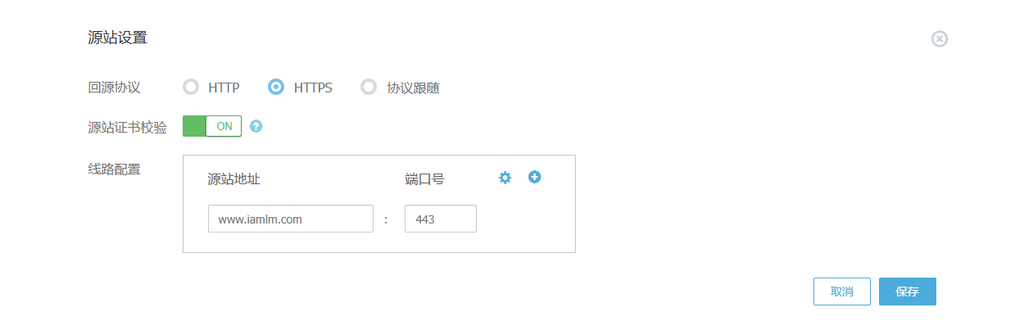 源站设置
回源协议 HTTP HTTPS 协议跟随
源站证书校验 ON ?
线路配置
源站地址 端口号
www.iamlm.com : 443
取消 保存